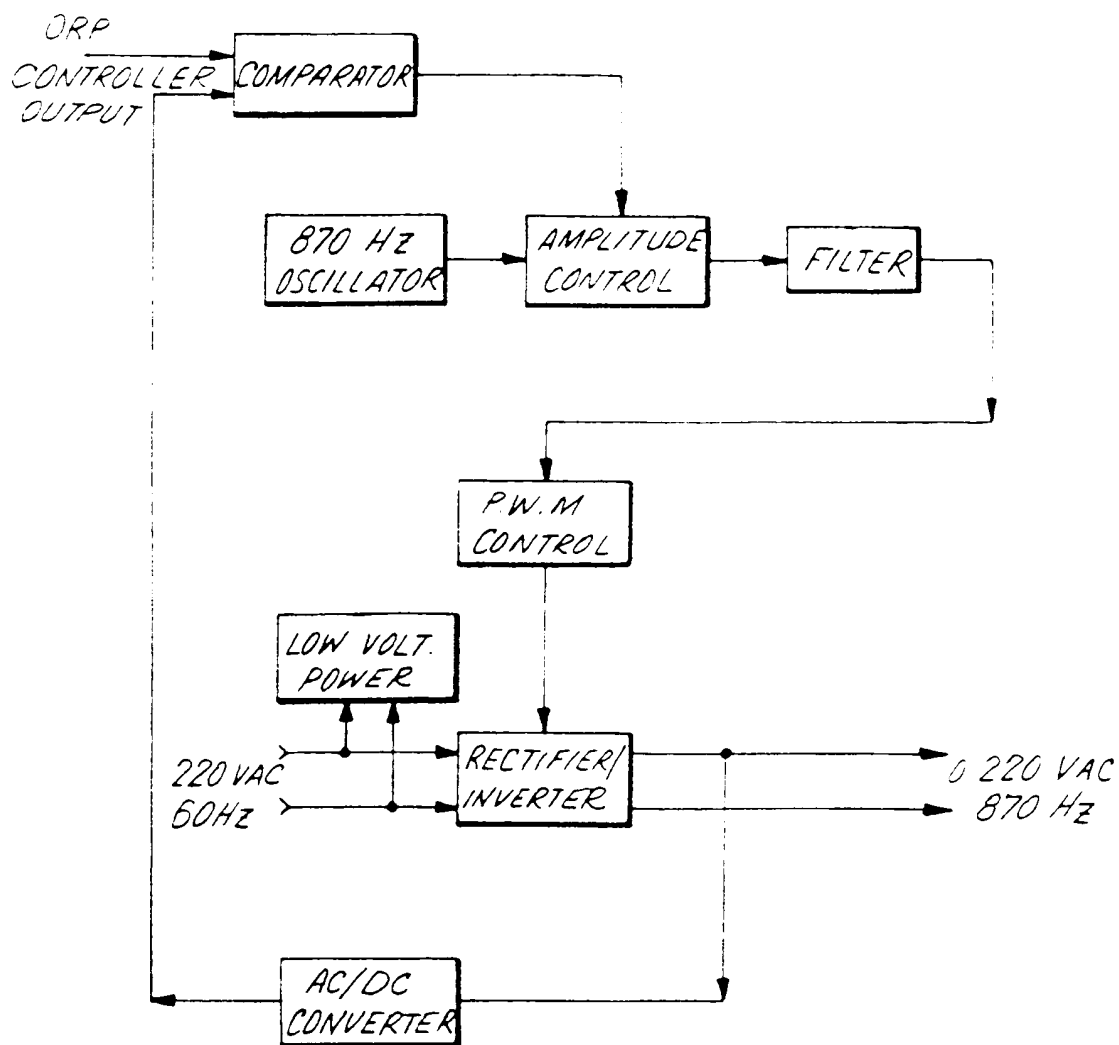 ORP
CONTROLLER
OUTPUT
COMPARATOR
870 Hz
OSCILLATOR
AMPLITUDE
CONTROL
FILTER
P.W.M
CONTROL
LOW VOLT.
POWER
220 VAC
60Hz
RECTIFIER/
INVERTER
0 220 VAC
870 Hz
AC/DC
CONVERTER